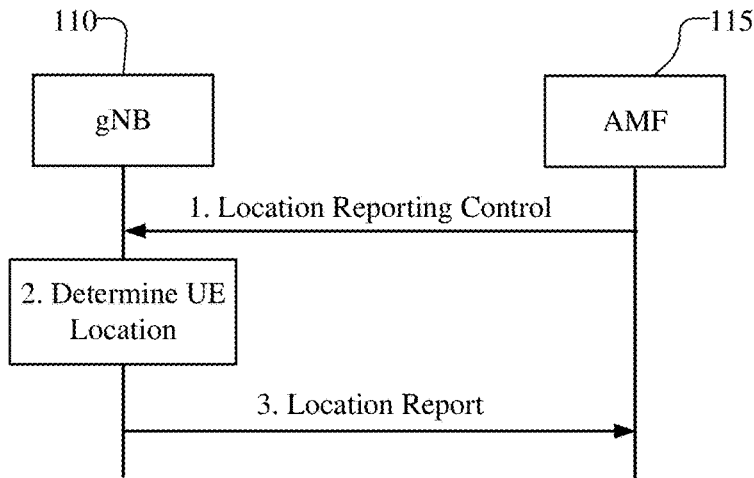 110
115
gNB
AMF
1. Location Reporting Control
2. Determine UE
Location
3. Location Report